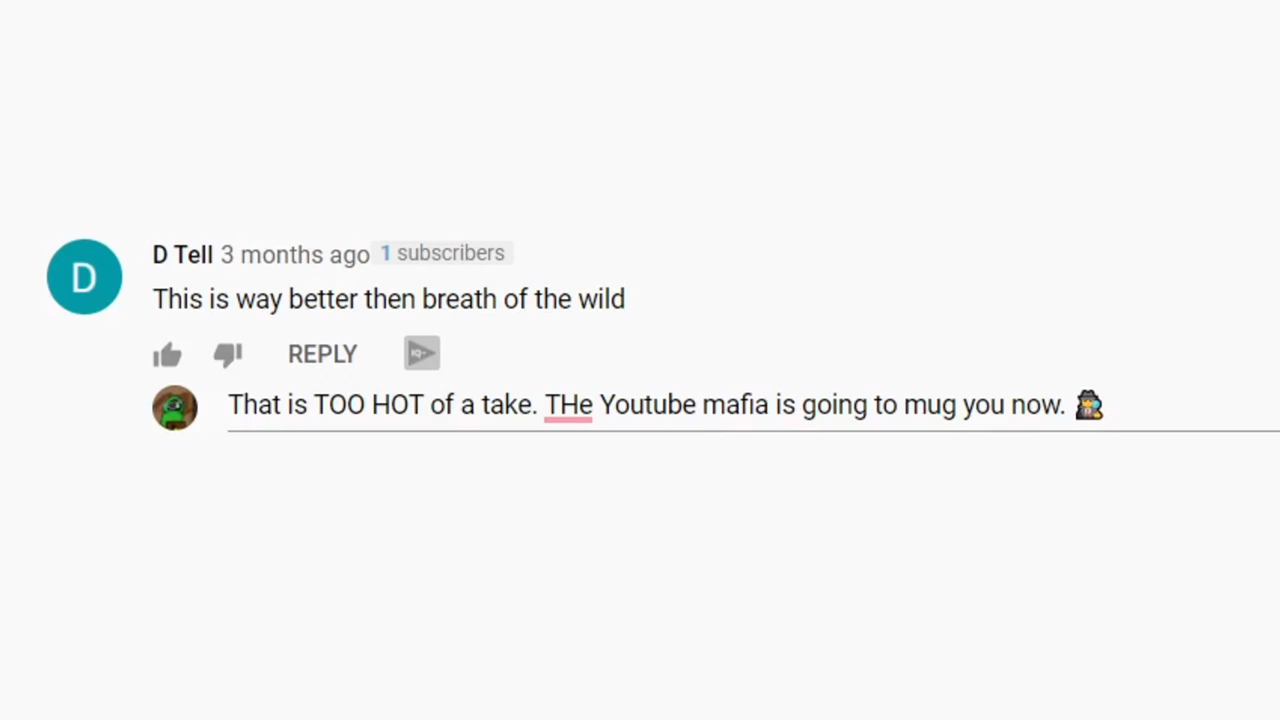 D
D Tell 3 months ago 1 subscribers
This is way better then breath of the wild
REPLY
That is TOO HOT of a take. THe Youtube mafia is going to mug you now. 🕵️